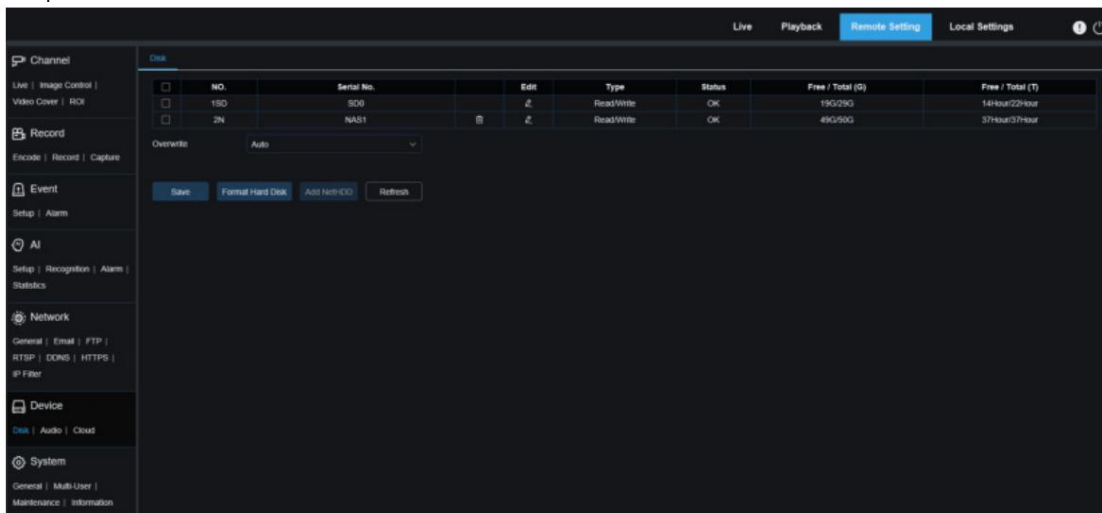 Live Playback Remote Setting Local Settings
Channel
Live | Image Control |
Video Cover | ROI
Record
Encode | Record | Capture
Event
Setup | Alarm
AI
Setup | Recognition | Alarm |
Statistics
Network
General | Email | FTP |
RTSP | DDNS | HTTPS |
IP Filter
Device
Disk | Audio | Cloud
System
General | Multi-User |
Maintenance | Information
Disk
NO. Serial No. Edit Type Status Free / Total (G) Free / Total (T)
1SD SD0 Read/Write OK 19G/29G 14Hour/22Hour
2N NAS1 Read/Write OK 49G/50G 37Hour/37Hour
Overwrite Auto
Save Format Hard Disk Add NetHDD Refresh